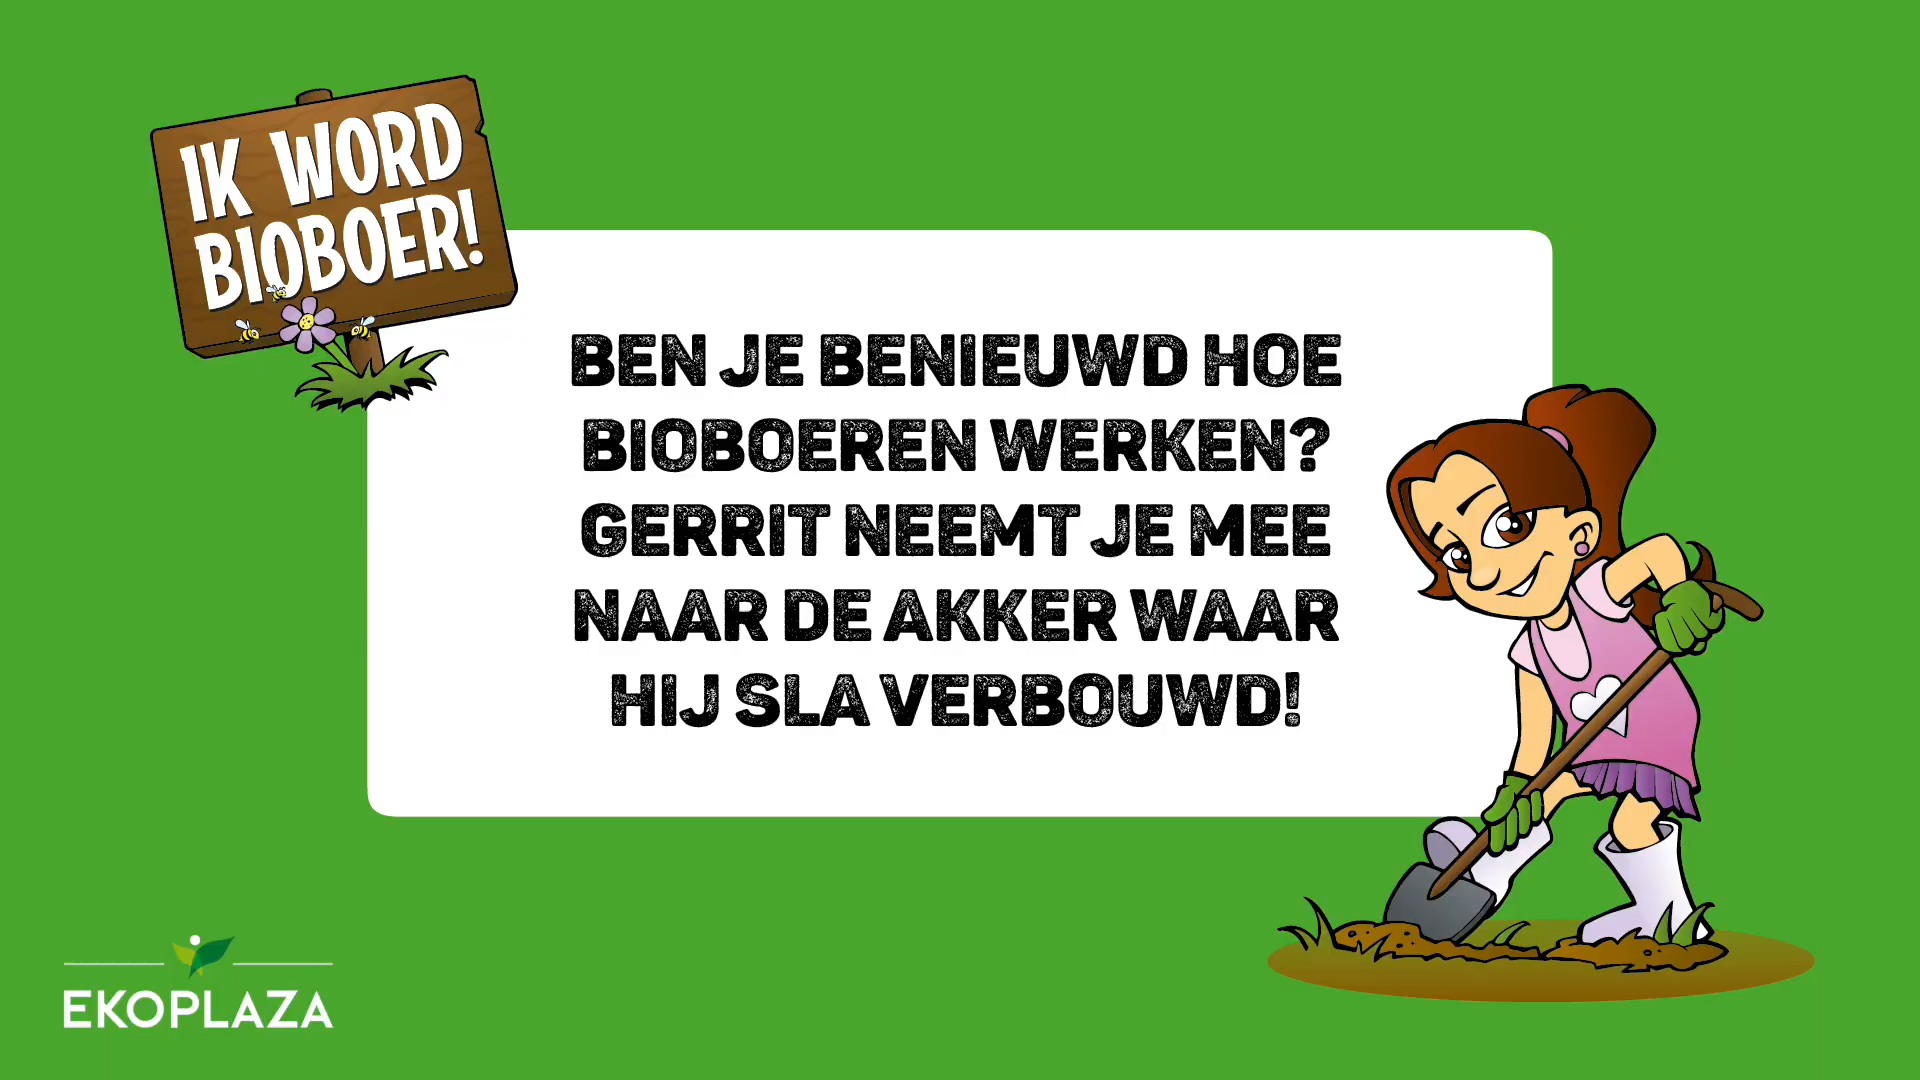 IK WORD
BIOBOER!
BEN JE BENIEUWD HOE
BIOBOEREN WERKEN?
GERRIT NEEMT JE MEE
NAAR DE AKKER WAAR
HIJ SLA VERBOUWD!
EKOPLAZA